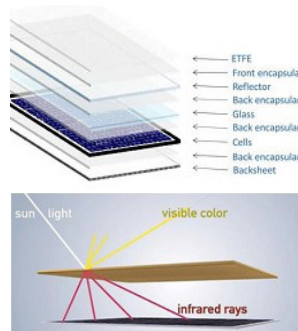 ETFE
Front encapsula
Reflector
Back encapsula
Glass
Back encapsula
Cells
Back encapsula
Backsheet
sun light
visible color
infrared rays